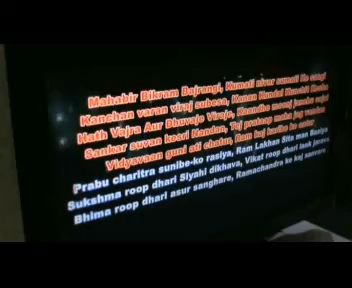 Mahabir Bikram Bajrangi, Kumati nivar sumati Ke sangi
Kanchan varan viraj subesa, Kanan Kundal Kunchit Kesha
Hath Vajra Aur Dhuvaje Viraje, Kaandhe moonj janehu sajai
Sankar suvan kesri Nandan, Tej pratap maha jag vandan
Vidyavaan guni ati chatur, Ram kaj karibe ko aatur
Prabu charitra sunibe-ko rasiya, Ram Lakhan Sita man Basiya
Sukshma roop dhari Siyahi dikhava, Vikat roop dhari lank jarava
Bhima roop dhari asur sanghare, Ramachandra ke kaj sanvare